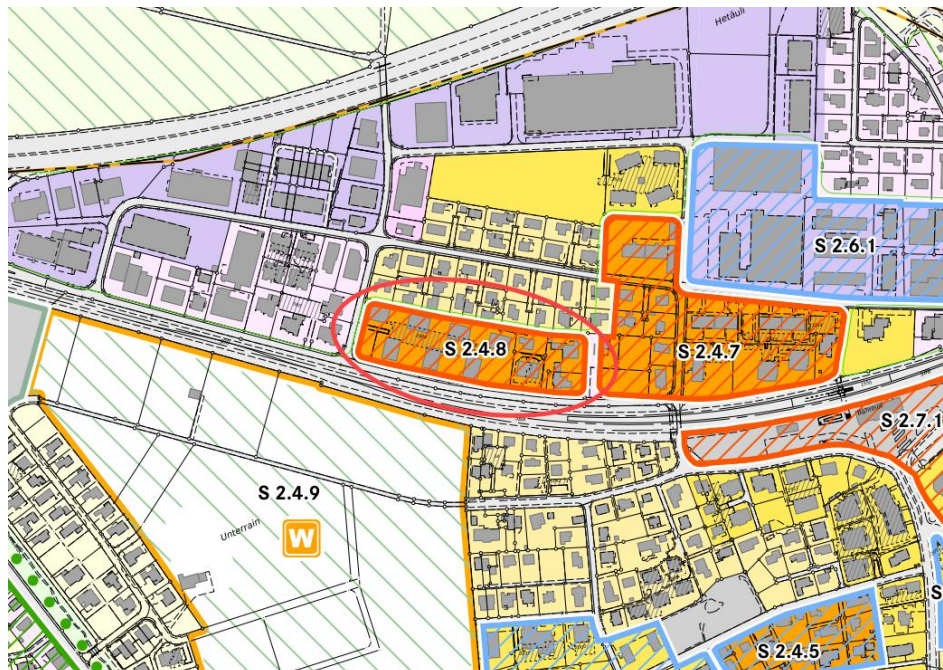 Hetäuli
S 2.6.1
S 2.4.8
S 2.4.7
Bahnhof
S 2.7.1
S 2.4.9
Unterrain
W
S
S 2.4.5